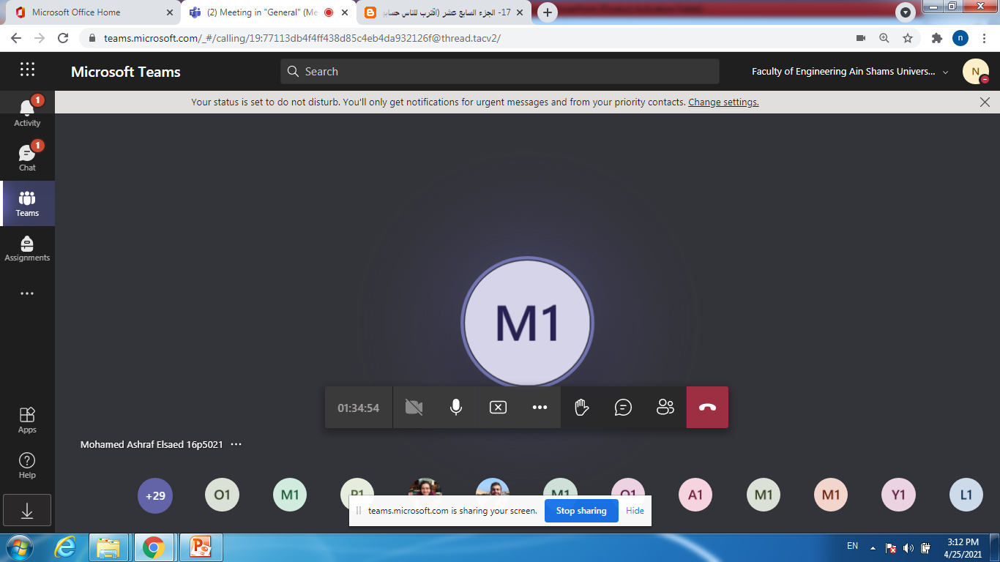 Microsoft Office Home
(2) Meeting in "General" (Me
17- الجزء السابع عشر (اقترب للناس حسابهـ
teams.microsoft.com/_#/calling/19:77113db4f4ff438d85c4eb4da932126f@thread.tacv2/
n
Microsoft Teams
Search
Faculty of Engineering Ain Shams Univers...
N
Your status is set to do not disturb. You'll only get notifications for urgent messages and from your priority contacts. Change settings.
1
Activity
1
Chat
Teams
Assignments
Apps
Help
M1
01:34:54
Mohamed Ashraf Elsaed 16p5021
+29
O1
M1
M1
A1
M1
M1
Y1
L1
teams.microsoft.com is sharing your screen.
Stop sharing
Hide
EN
3:12 PM
4/25/2021